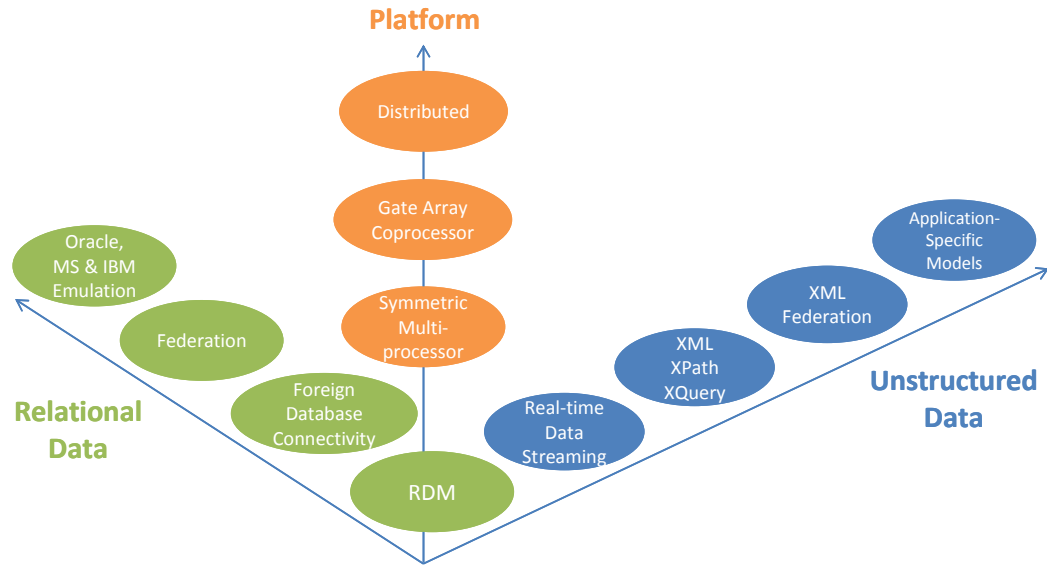 Platform
Distributed
Gate Array
Coprocessor
Symmetric
Multi-
processor
Oracle,
MS & IBM
Emulation
Federation
Foreign
Database
Connectivity
Relational
Data
RDM
Real-time
Data
Streaming
XML
XPath
XQuery
XML
Federation
Application-
Specific
Models
Unstructured
Data